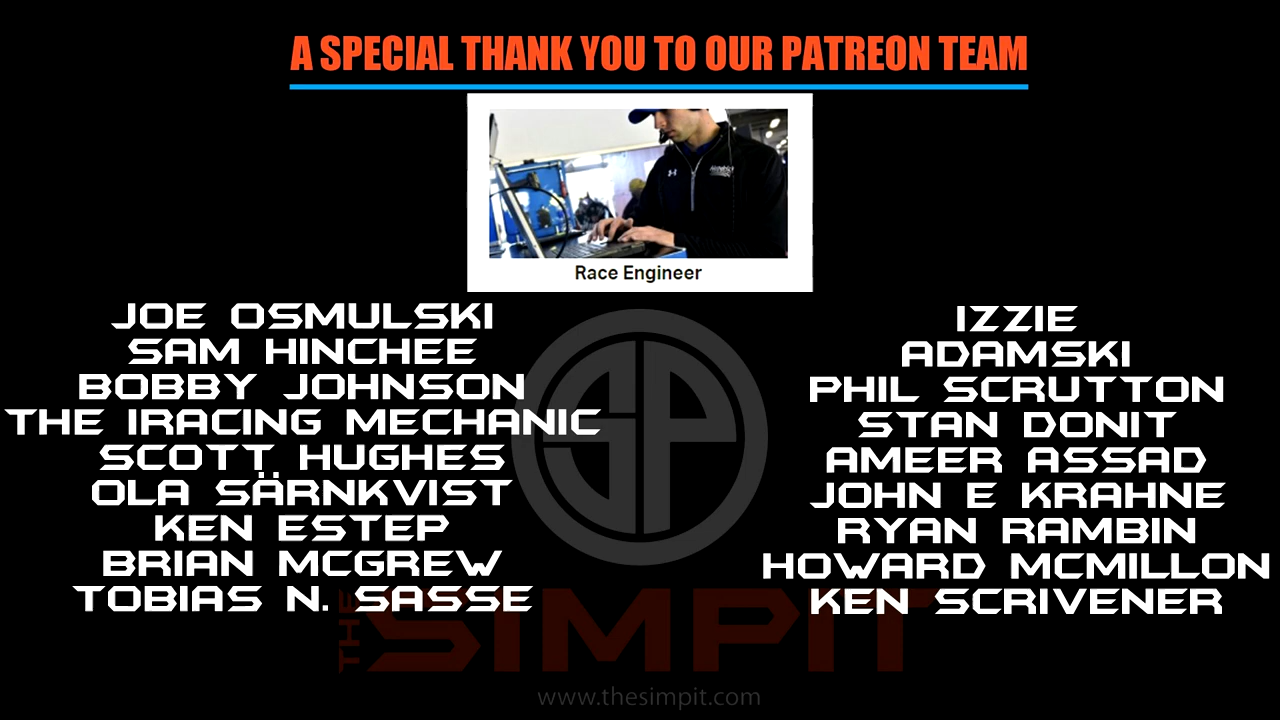 A SPECIAL THANK YOU TO OUR PATREON TEAM
Race Engineer
JOE OSMULSKI
SAM HINCHEE
BOBBY JOHNSON
THE IRACING MECHANIC
SCOTT HUGHES
OLA SÄRNKVIST
KEN ESTEP
BRIAN MCGREW
TOBIAS N. SASSE
IZZIE
ADAMSKI
PHIL SCRUTTON
STAN DONIT
AMEER ASSAD
JOHN E KRAHNE
RYAN RAMBIN
HOWARD MCMILLON
KEN SCRIVENER
SP
THE SIMPIT
www.thesimpit.com